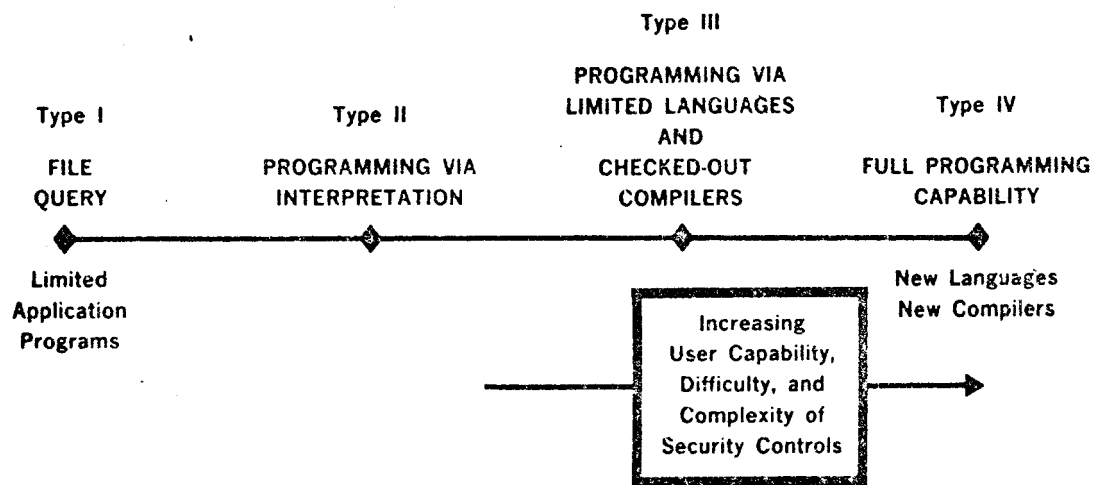 Type I
FILE
QUERY
Limited
Application
Programs
Type II
PROGRAMMING VIA
INTERPRETATION
Type III
PROGRAMMING VIA
LIMITED LANGUAGES
AND
CHECKED-OUT
COMPILERS
Type IV
FULL PROGRAMMING
CAPABILITY
New Languages
New Compilers
Increasing
User Capability,
Difficulty, and
Complexity of
Security Controls